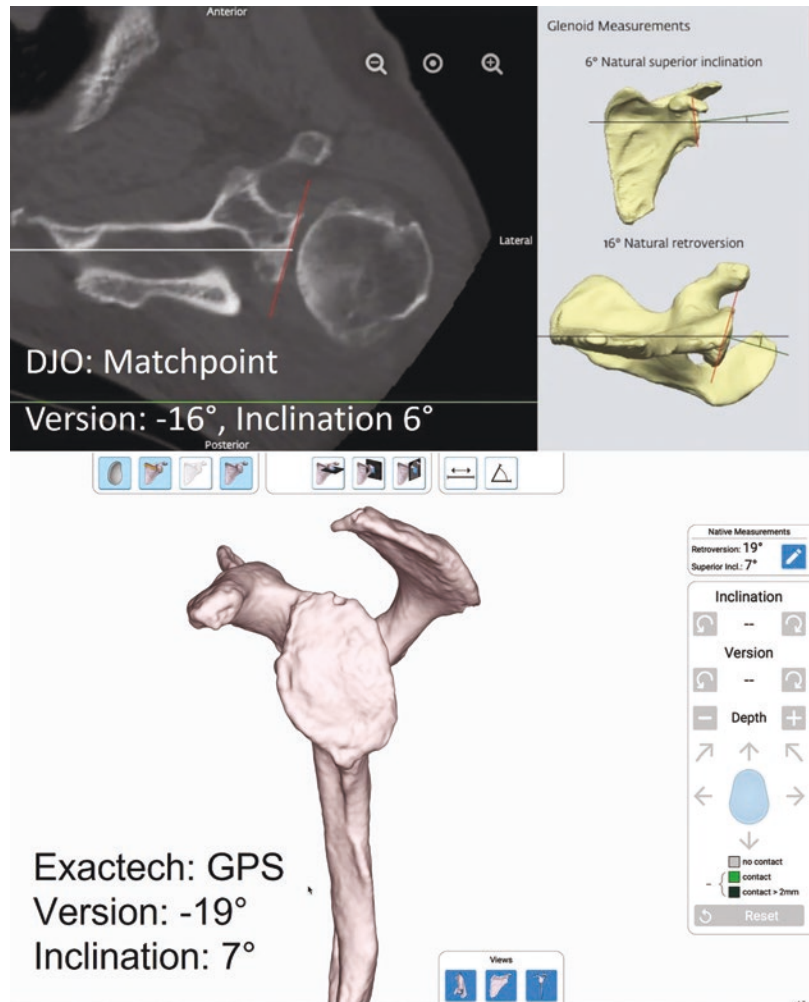 Anterior
Lateral
DJO: Matchpoint
Version: -16°, Inclination 6°
Posterior
Glenoid Measurements
6° Natural superior inclination
16° Natural retroversion
Native Measurements
Retroversion: 19°
Superior Incl.: 7°
Inclination
--
Version
--
Depth
no contact
contact
contact > 2mm
Reset
Exactech: GPS
Version: -19°
Inclination: 7°
Views